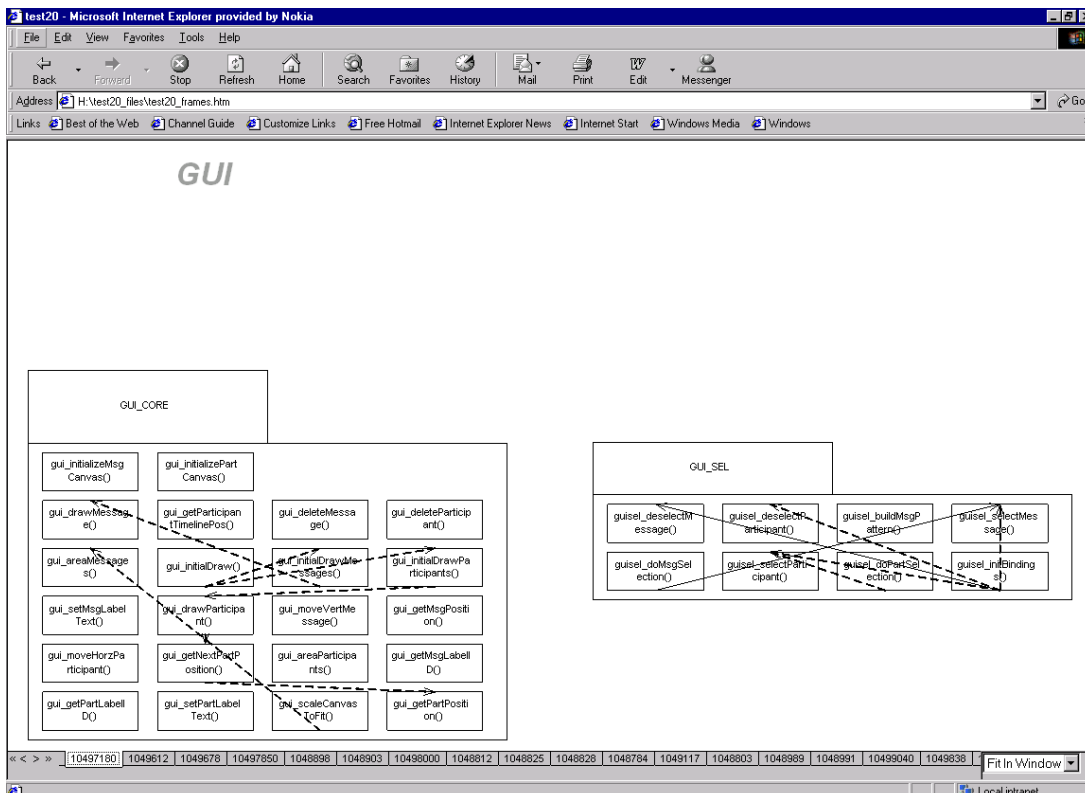 test20 - Microsoft Internet Explorer provided by Nokia
File Edit View Favorites Tools Help
Back Forward Stop Refresh Home Search Favorites History Mail Print Edit Messenger
Address H:\test20_files\test20_frames.htm Go
Links Best of the Web Channel Guide Customize Links Free Hotmail Internet Explorer News Internet Start Windows Media Windows
GUI
GUI_CORE
gui_initializeMsg
Canvas()
gui_initializePart
Canvas()
gui_drawMessag
e()
gui_getParticipan
tTimelinePos()
gui_deleteMessa
ge()
gui_deleteParticip
ant()
gui_areaMessage
s()
gui_initialDraw()
gui_initialDrawMe
ssages()
gui_initialDrawPa
rticipants()
gui_setMsgLabel
Text()
gui_drawParticipa
nt()
gui_moveVertMe
ssage()
gui_getMsgPositi
on()
gui_moveHorzPa
rticipant()
gui_getNextPartP
osition()
gui_areaParticipa
nts()
gui_getMsgLabelI
D()
gui_getPartLabelI
D()
gui_setPartLabel
Text()
gui_scaleCanvas
ToFit()
gui_getPartPositi
on()
GUI_SEL
guisel_deselectM
essage()
guisel_deselectP
articipant()
guisel_buildMsgP
attern()
guisel_selectMes
sage()
guisel_doMsgSel
ection()
guisel_selectParti
cipant()
guisel_doPartSel
ection()
guisel_initBinding
s()
« < > » 10497180 1049612 1049678 10497850 1048898 1048903 10498000 1048812 1048825 1048828 1048784 1049117 1048803 1048989 1048991 10499040 1049838 Fit In Window
Local intranet